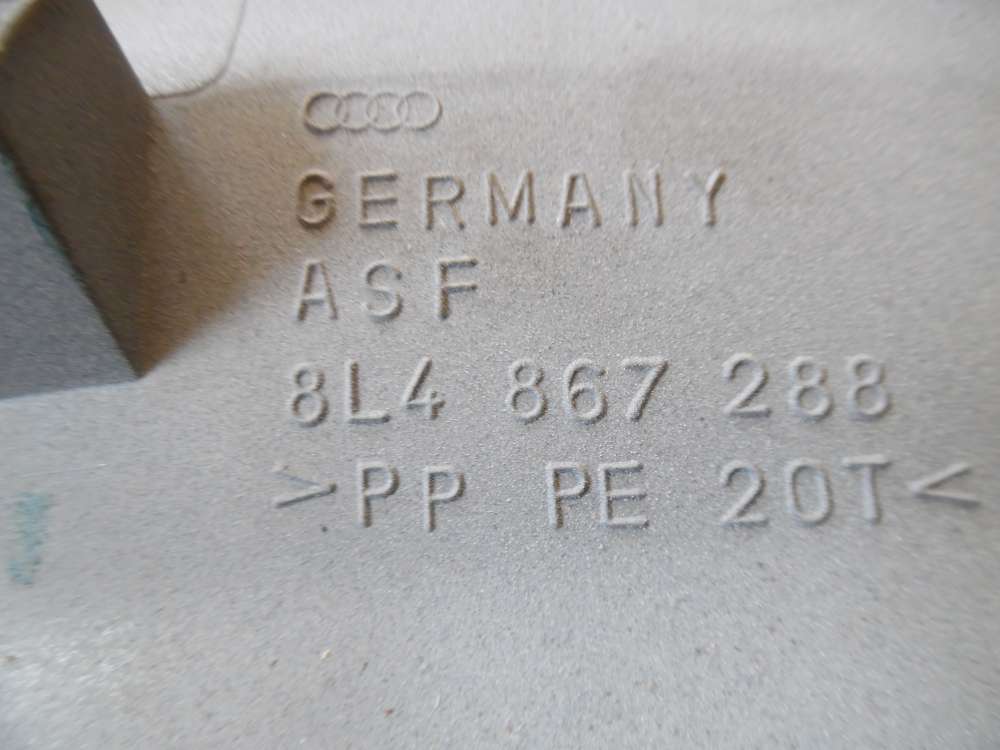 GERMANY
ASF
8L4 867 288
>PP PE 20T<